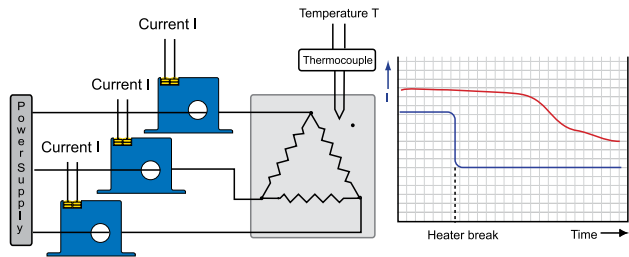 Temperature T
Current I
Thermocouple
Current I
Current I
Power Supply
I
Heater break
Time